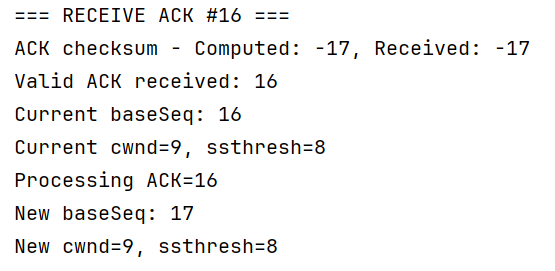 === RECEIVE ACK #16 ===
ACK checksum - Computed: -17, Received: -17
Valid ACK received: 16
Current baseSeq: 16
Current cwnd=9, ssthresh=8
Processing ACK=16
New baseSeq: 17
New cwnd=9, ssthresh=8